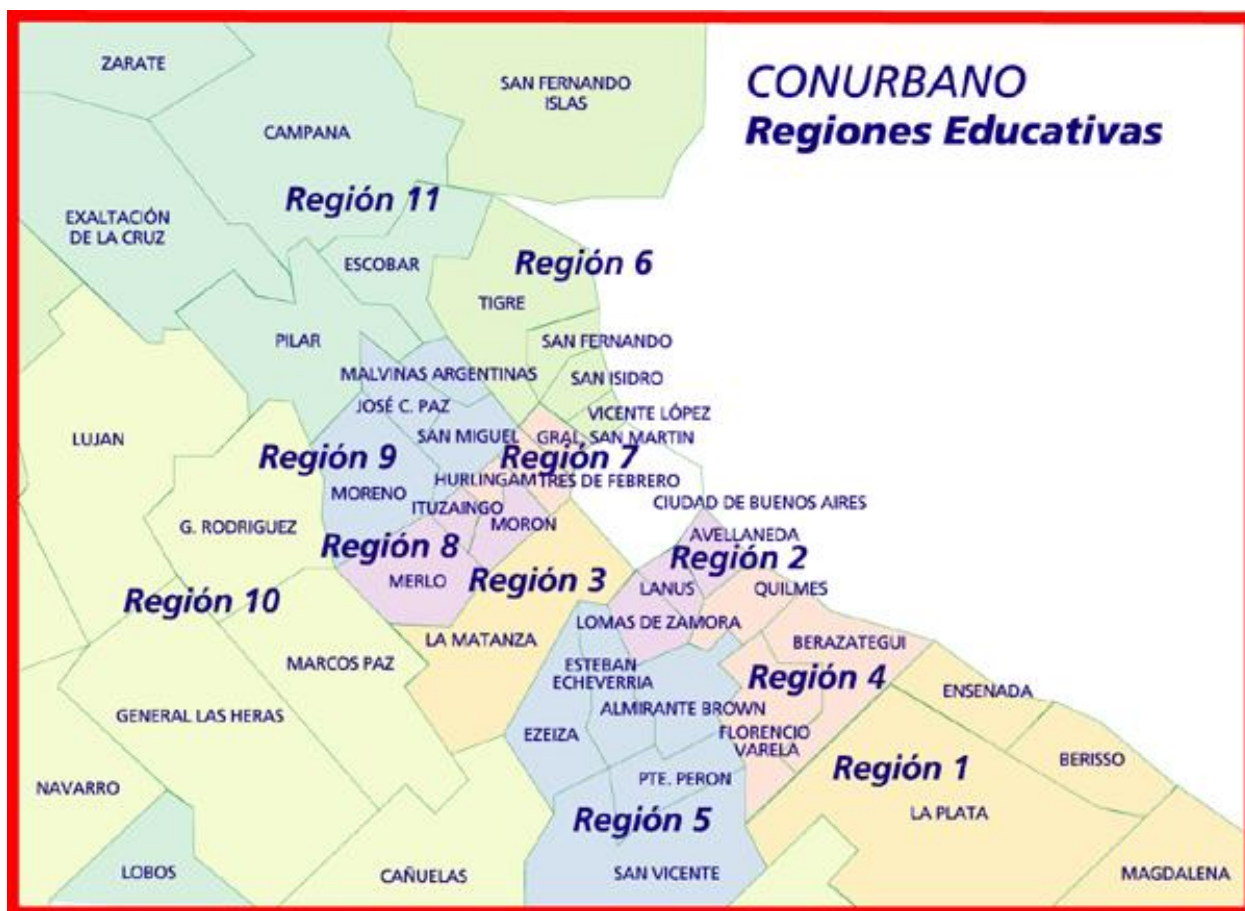 CONURBANO
Regiones Educativas
ZARATE
SAN FERNANDO
ISLAS
CAMPANA
Región 11
EXALTACIÓN
DE LA CRUZ
ESCOBAR
Región 6
TIGRE
PILAR
SAN FERNANDO
MALVINAS ARGENTINAS
SAN ISIDRO
JOSÉ C. PAZ
VICENTE LÓPEZ
LUJAN
SAN MIGUEL
GRAL. SAN MARTIN
Región 9
Región 7
HURLINGAM
TRES DE FEBRERO
MORENO
CIUDAD DE BUENOS AIRES
ITUZAINGO
G. RODRIGUEZ
MORON
AVELLANEDA
Región 8
Región 2
MERLO
Región 3
LANUS
QUILMES
Región 10
LOMAS DE ZAMORA
LA MATANZA
BERAZATEGUI
MARCOS PAZ
ESTEBAN
ECHEVERRIA
Región 4
ENSENADA
GENERAL LAS HERAS
ALMIRANTE BROWN
EZEIZA
FLORENCIO
VARELA
BERISSO
Región 1
PTE. PERON
NAVARRO
LA PLATA
Región 5
LOBOS
CAÑUELAS
SAN VICENTE
MAGDALENA